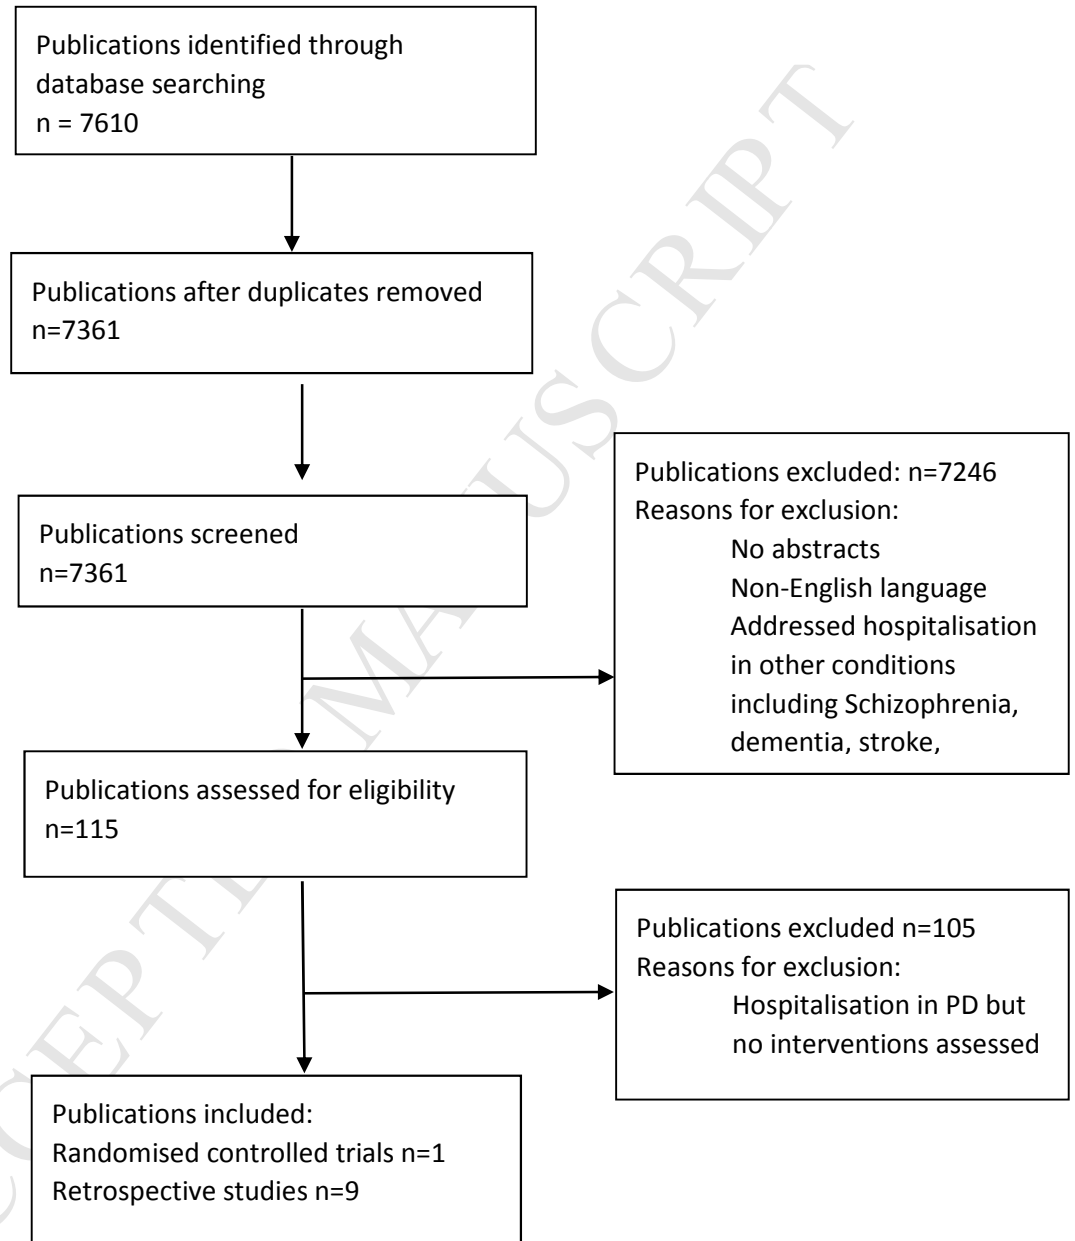 Publications identified through
database searching
n = 7610
Publications after duplicates removed
n=7361
Publications screened
n=7361
Publications excluded: n=7246
Reasons for exclusion:
No abstracts
Non-English language
Addressed hospitalisation
in other conditions
including Schizophrenia,
dementia, stroke,
Publications assessed for eligibility
n=115
Publications excluded n=105
Reasons for exclusion:
Hospitalisation in PD but
no interventions assessed
Publications included:
Randomised controlled trials n=1
Retrospective studies n=9
CCEPTED MANUSCRIPT